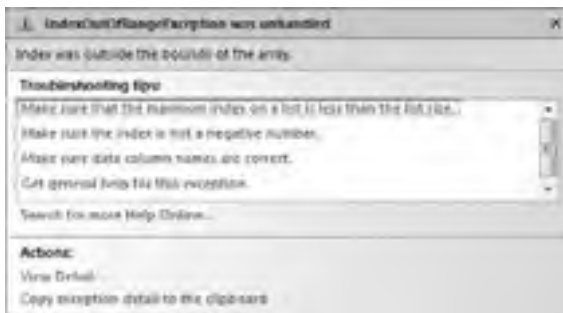 IndexOutOfRangeException was unhandled
Index was outside the bounds of the array.
Troubleshooting tips:
Make sure that the maximum index on a list is less than the list size.
Make sure the index is not a negative number.
Make sure data column names are correct.
Get general help for this exception.
Search for more Help Online...
Actions:
View Detail...
Copy exception detail to the clipboard